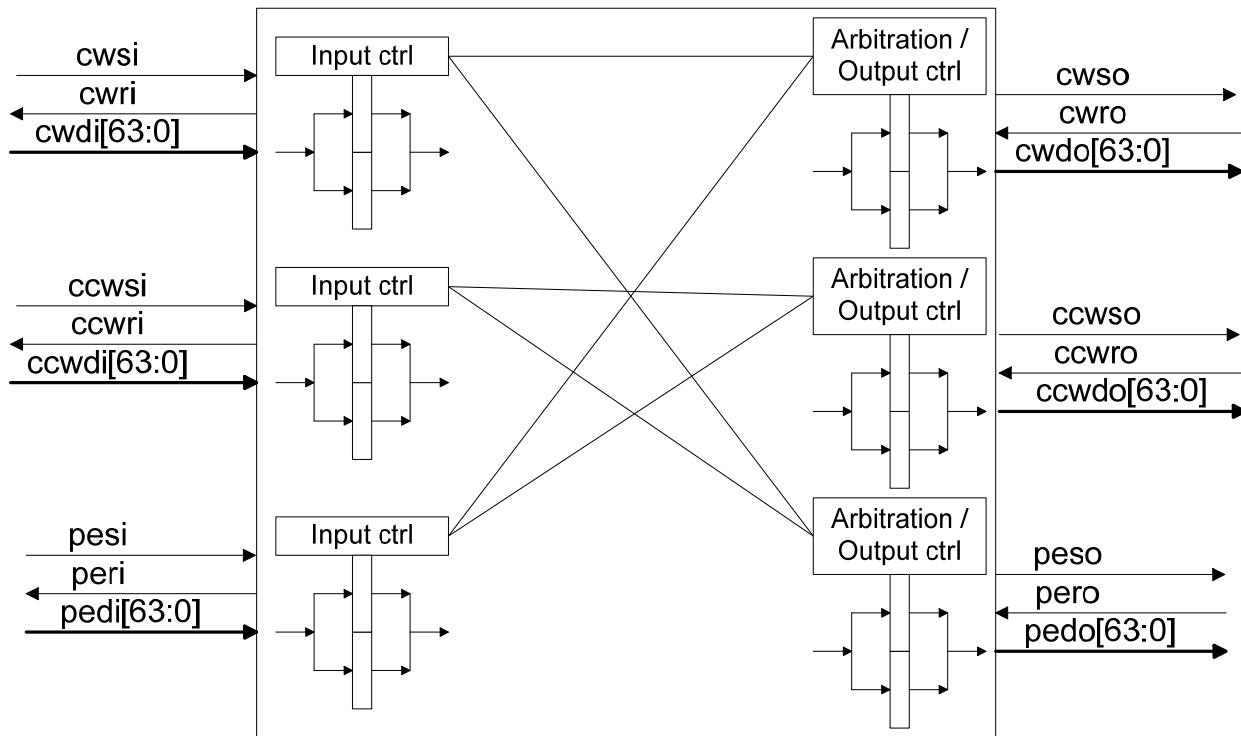 cwsi
cwri
cwdi[63:0]
Input ctrl
Arbitration /
Output ctrl
cwso
cwro
cwdo[63:0]
ccwsi
ccwri
ccwdi[63:0]
Input ctrl
Arbitration /
Output ctrl
ccwso
ccwro
ccwdo[63:0]
pesi
peri
pedi[63:0]
Input ctrl
Arbitration /
Output ctrl
peso
pero
pedo[63:0]